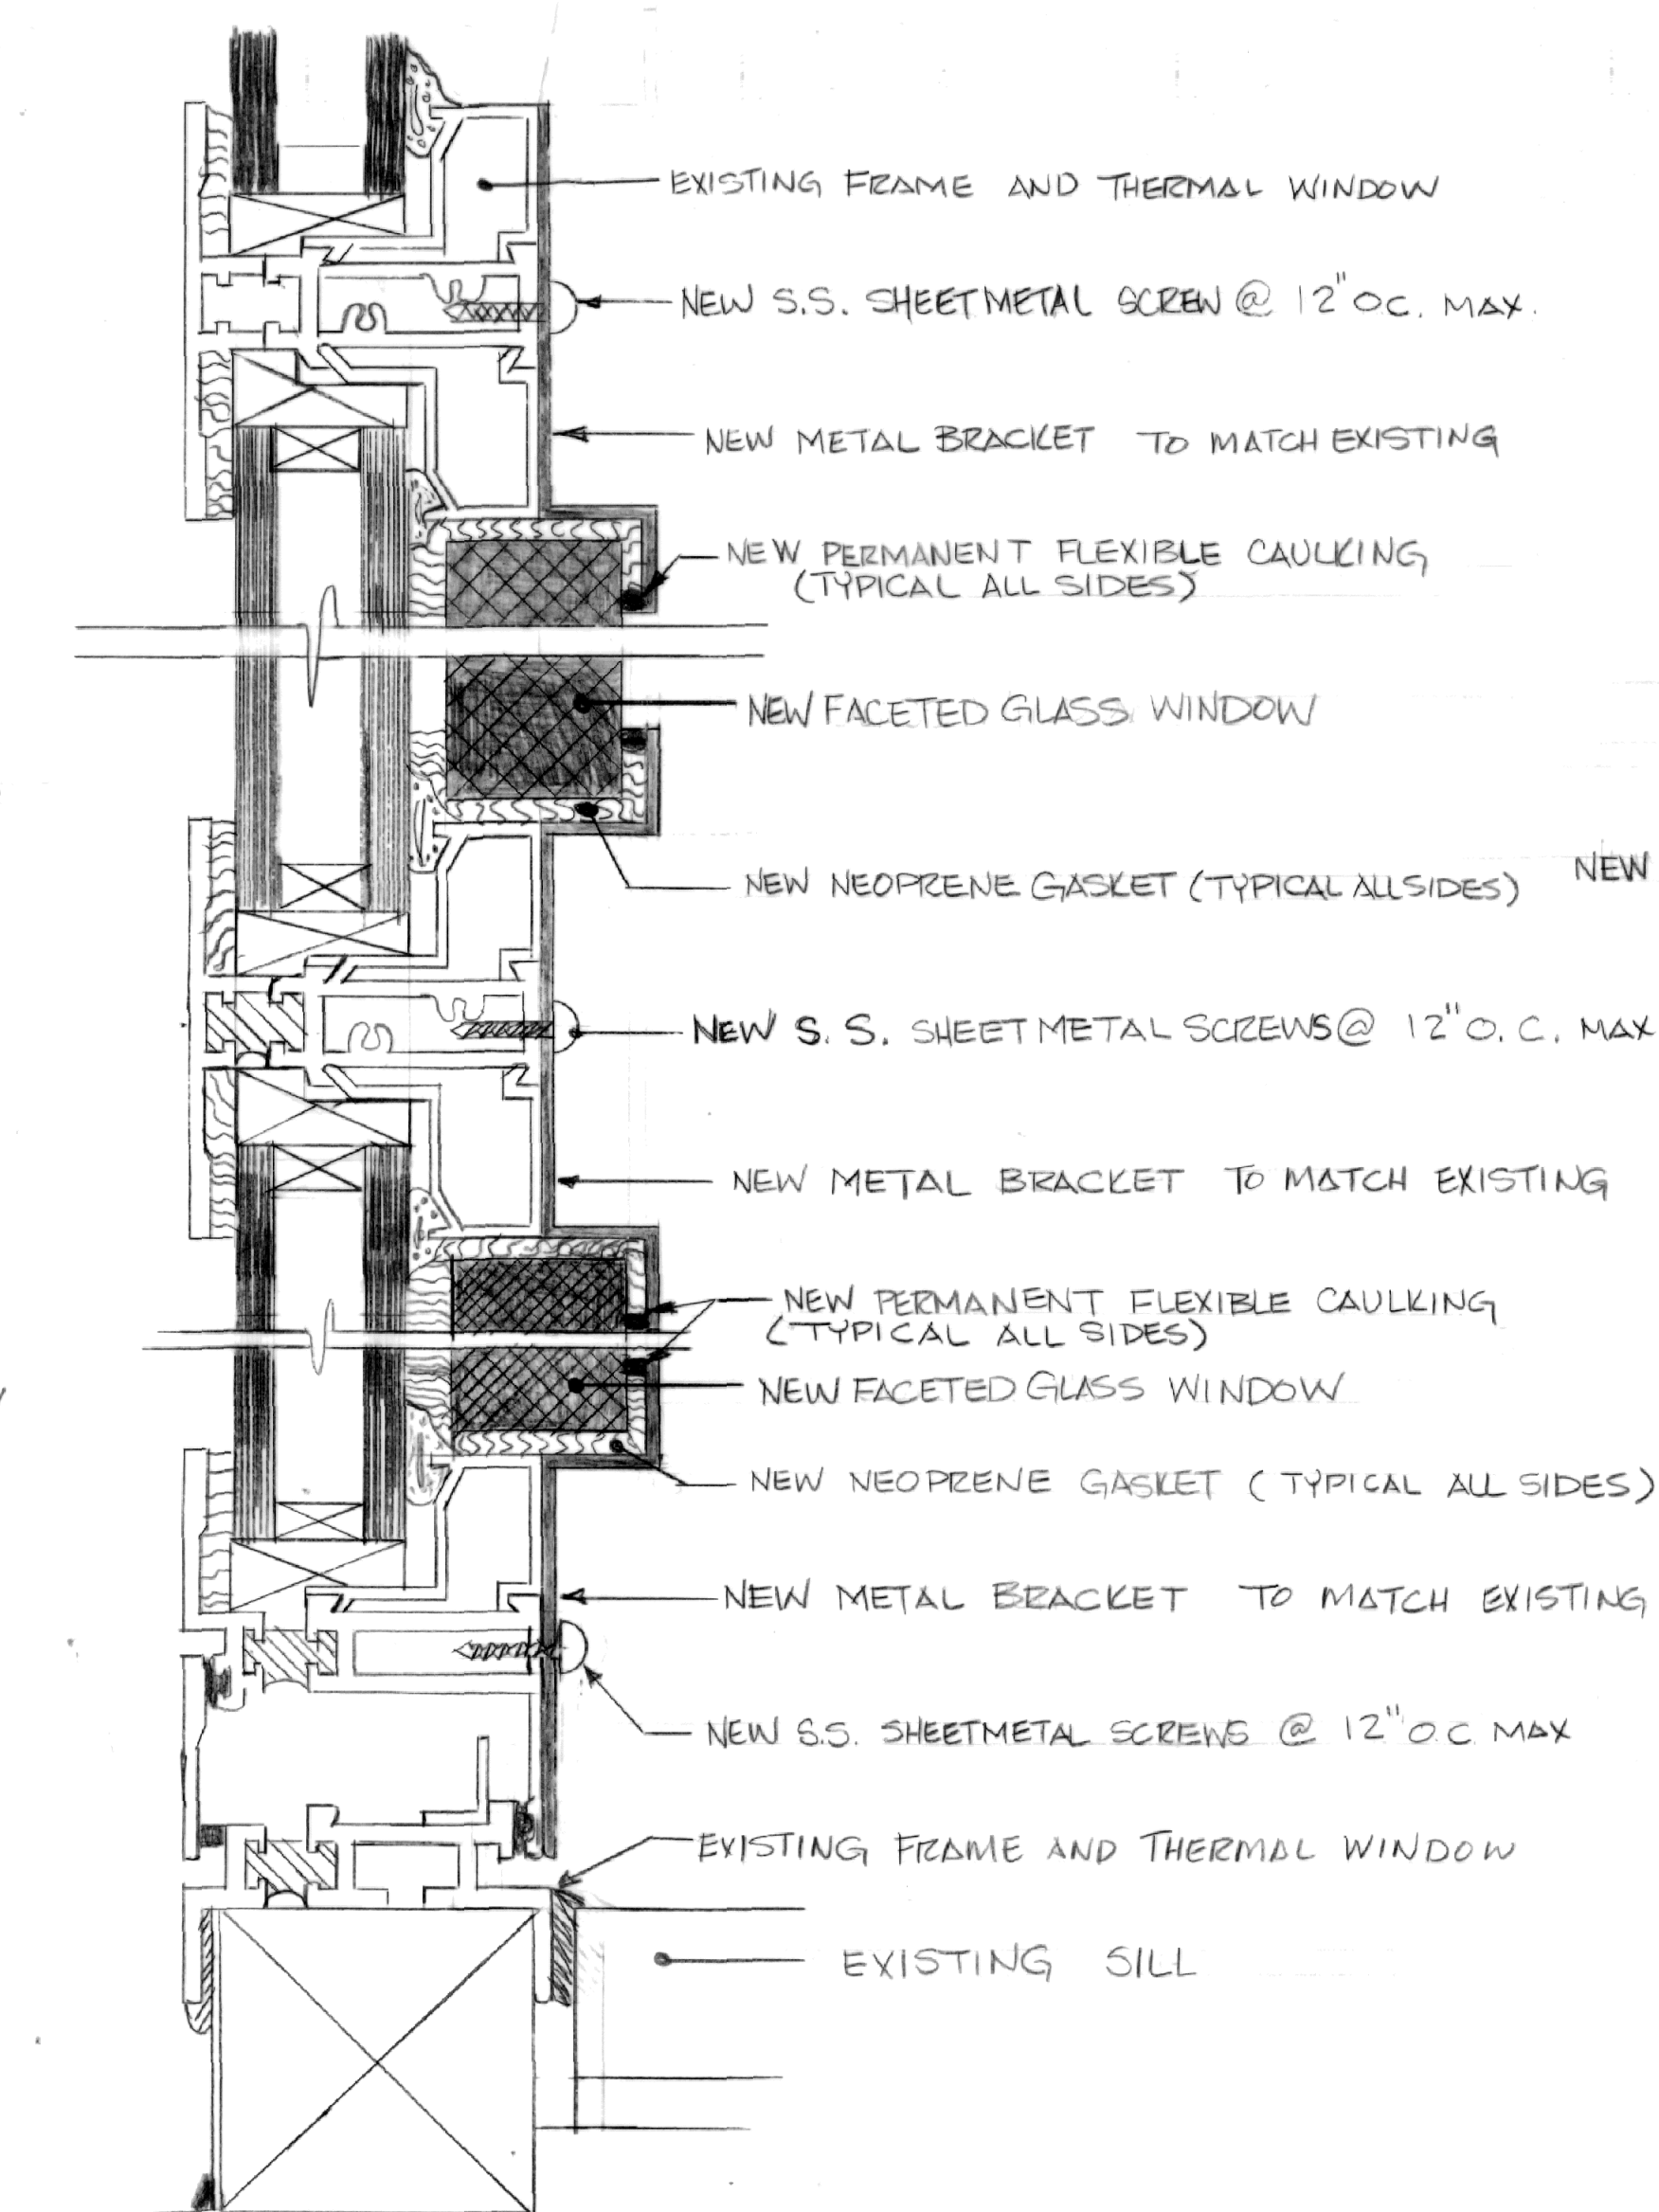 EXISTING FRAME AND THERMAL WINDOW
NEW S.S. SHEETMETAL SCREW @ 12" O.C. MAX.
NEW METAL BRACKET TO MATCH EXISTING
NEW PERMANENT FLEXIBLE CAULKING
(TYPICAL ALL SIDES)
NEW FACETED GLASS WINDOW
NEW NEOPRENE GASKET (TYPICAL ALL SIDES)
NEW
NEW S. S. SHEET METAL SCREWS @ 12" O. C. MAX
NEW METAL BRACKET TO MATCH EXISTING
NEW PERMANENT FLEXIBLE CAULKING
(TYPICAL ALL SIDES)
NEW FACETED GLASS WINDOW
NEW NEOPRENE GASKET (TYPICAL ALL SIDES)
NEW METAL BRACKET TO MATCH EXISTING
NEW S.S. SHEETMETAL SCREWS @ 12" O.C. MAX
EXISTING FRAME AND THERMAL WINDOW
EXISTING SILL